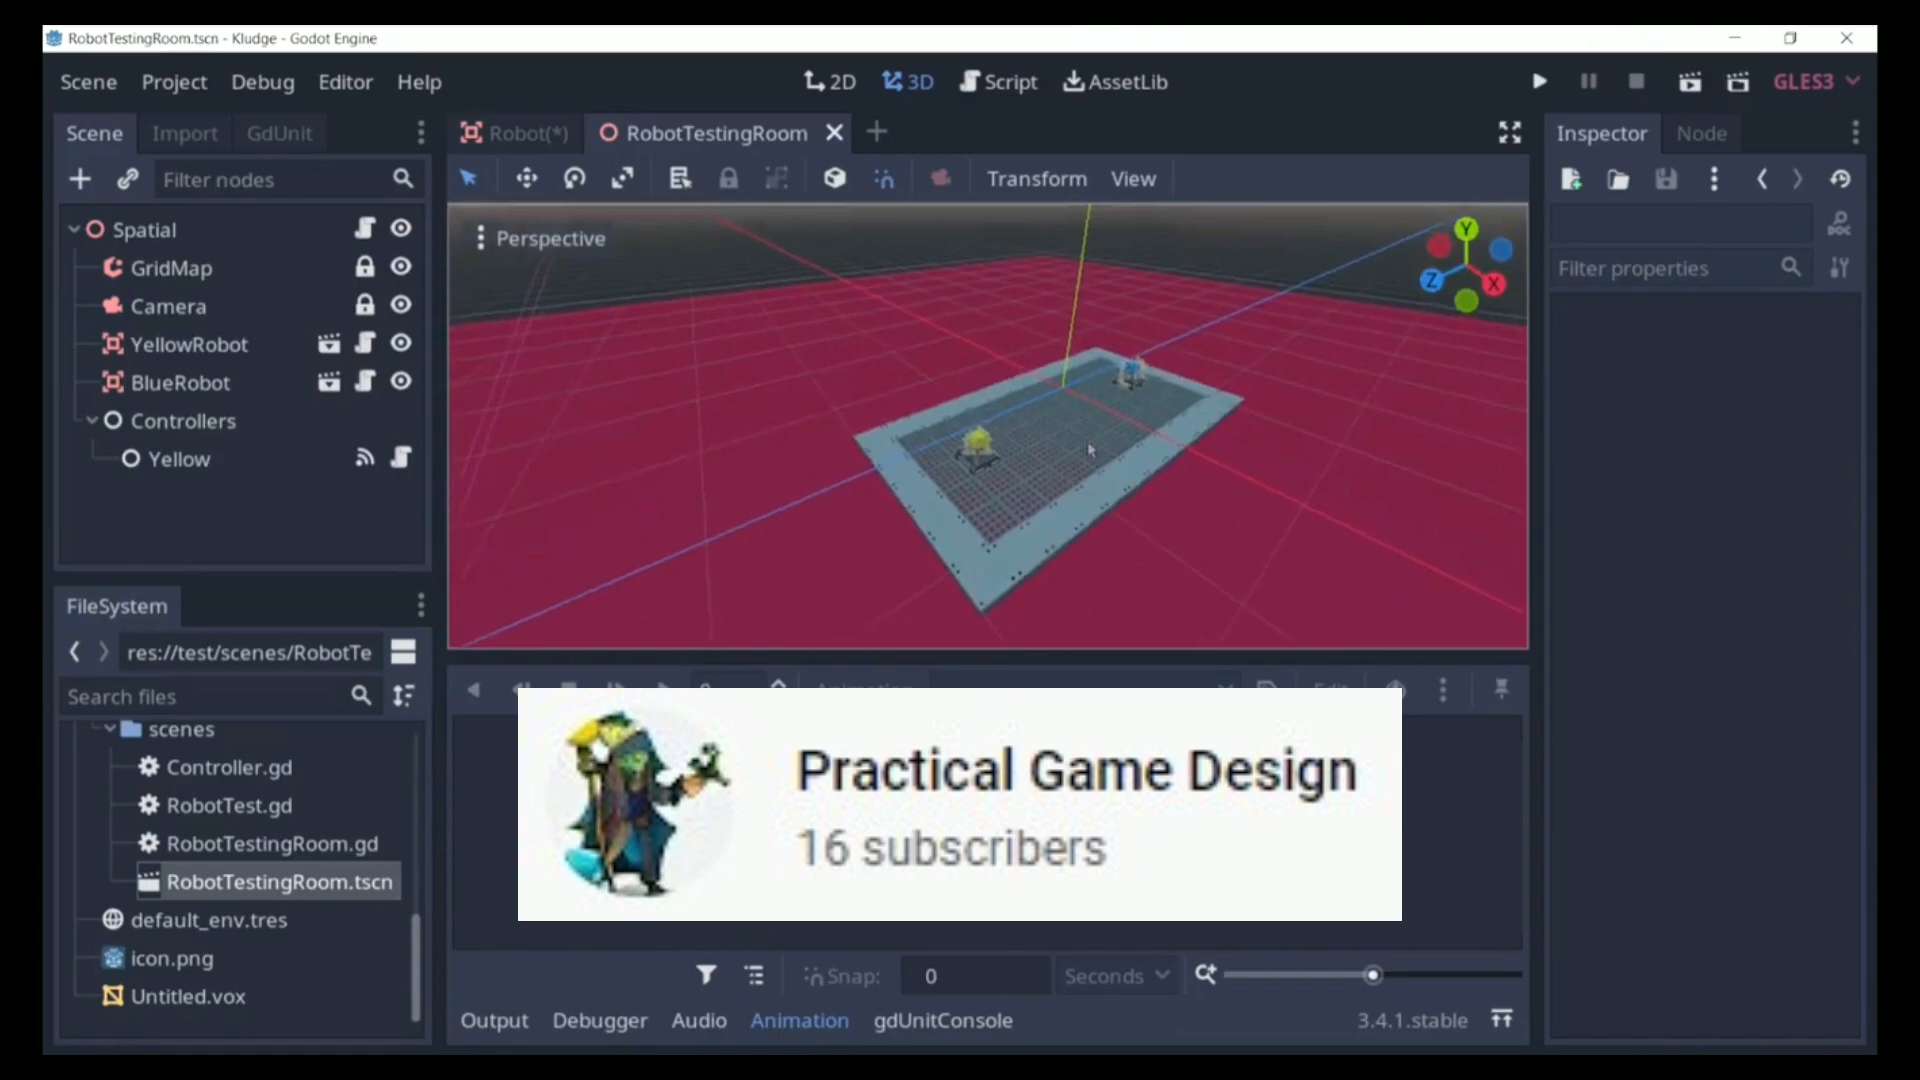 RobotTestingRoom.tscn - Kludge - Godot Engine
Scene Project Debug Editor Help
2D 3D Script AssetLib
GLES3
Scene Import GdUnit
Robot(*) RobotTestingRoom
Inspector Node
Filter nodes
Transform View
Perspective
Y
Z X
DOC
Filter properties
Spatial
GridMap
Camera
YellowRobot
BlueRobot
Controllers
Yellow
FileSystem
res://test/scenes/RobotTe
Search files
scenes
Controller.gd
RobotTest.gd
RobotTestingRoom.gd
RobotTestingRoom.tscn
default_env.tres
icon.png
Untitled.vox
Practical Game Design
16 subscribers
Snap: 0 Seconds
Output Debugger Audio Animation gdUnitConsole
3.4.1.stable